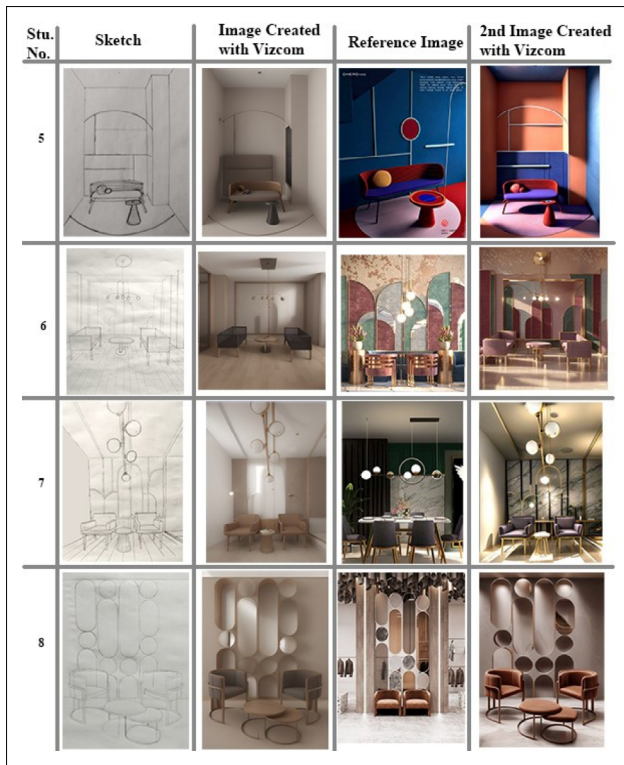 Stu.
No.
Sketch
Image Created
with Vizcom
Reference Image
2nd Image Created
with Vizcom
5
6
7
8